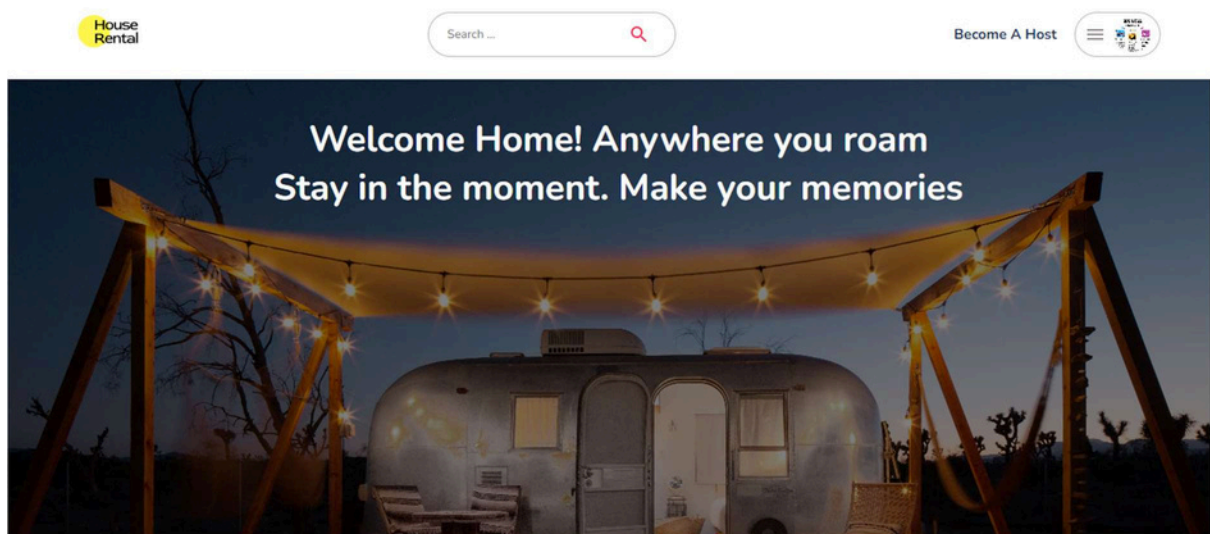 House
Rental
Search ...
Become A Host
Welcome Home! Anywhere you roam
Stay in the moment. Make your memories